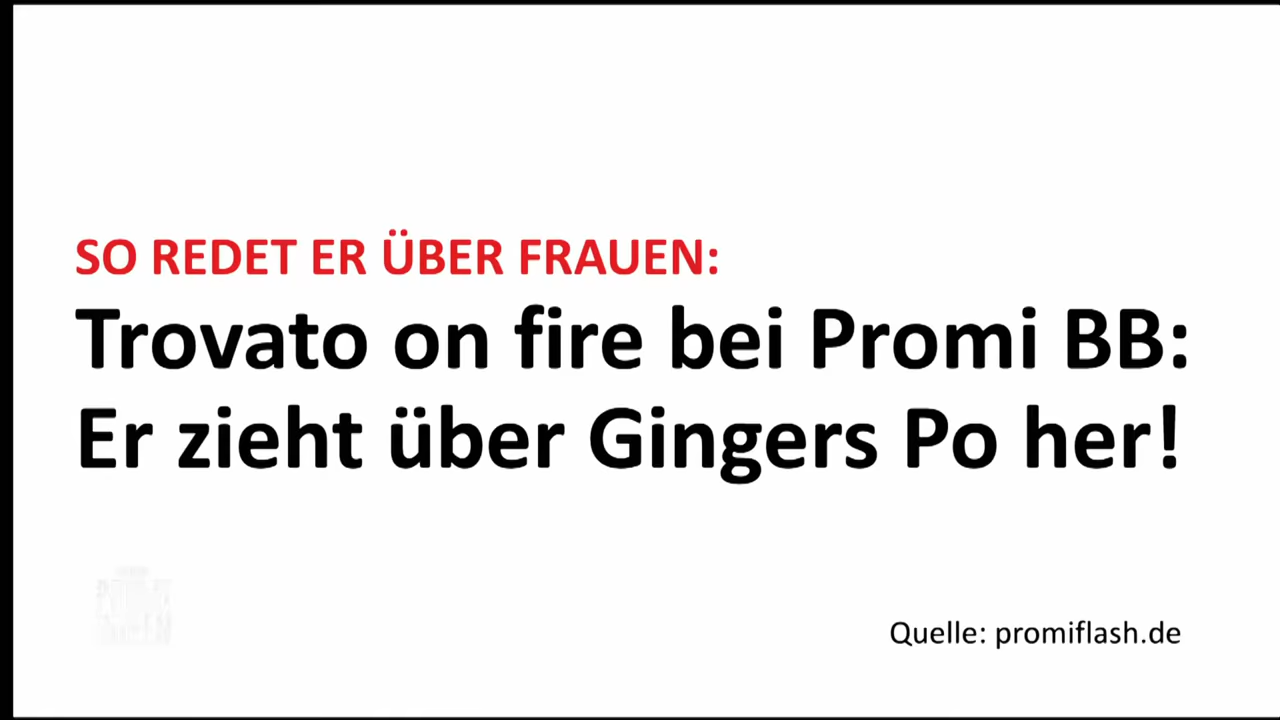 SO REDET ER ÜBER FRAUEN:
Trovato on fire bei Promi BB:
Er zieht über Gingers Po her!
Quelle: promiflash.de